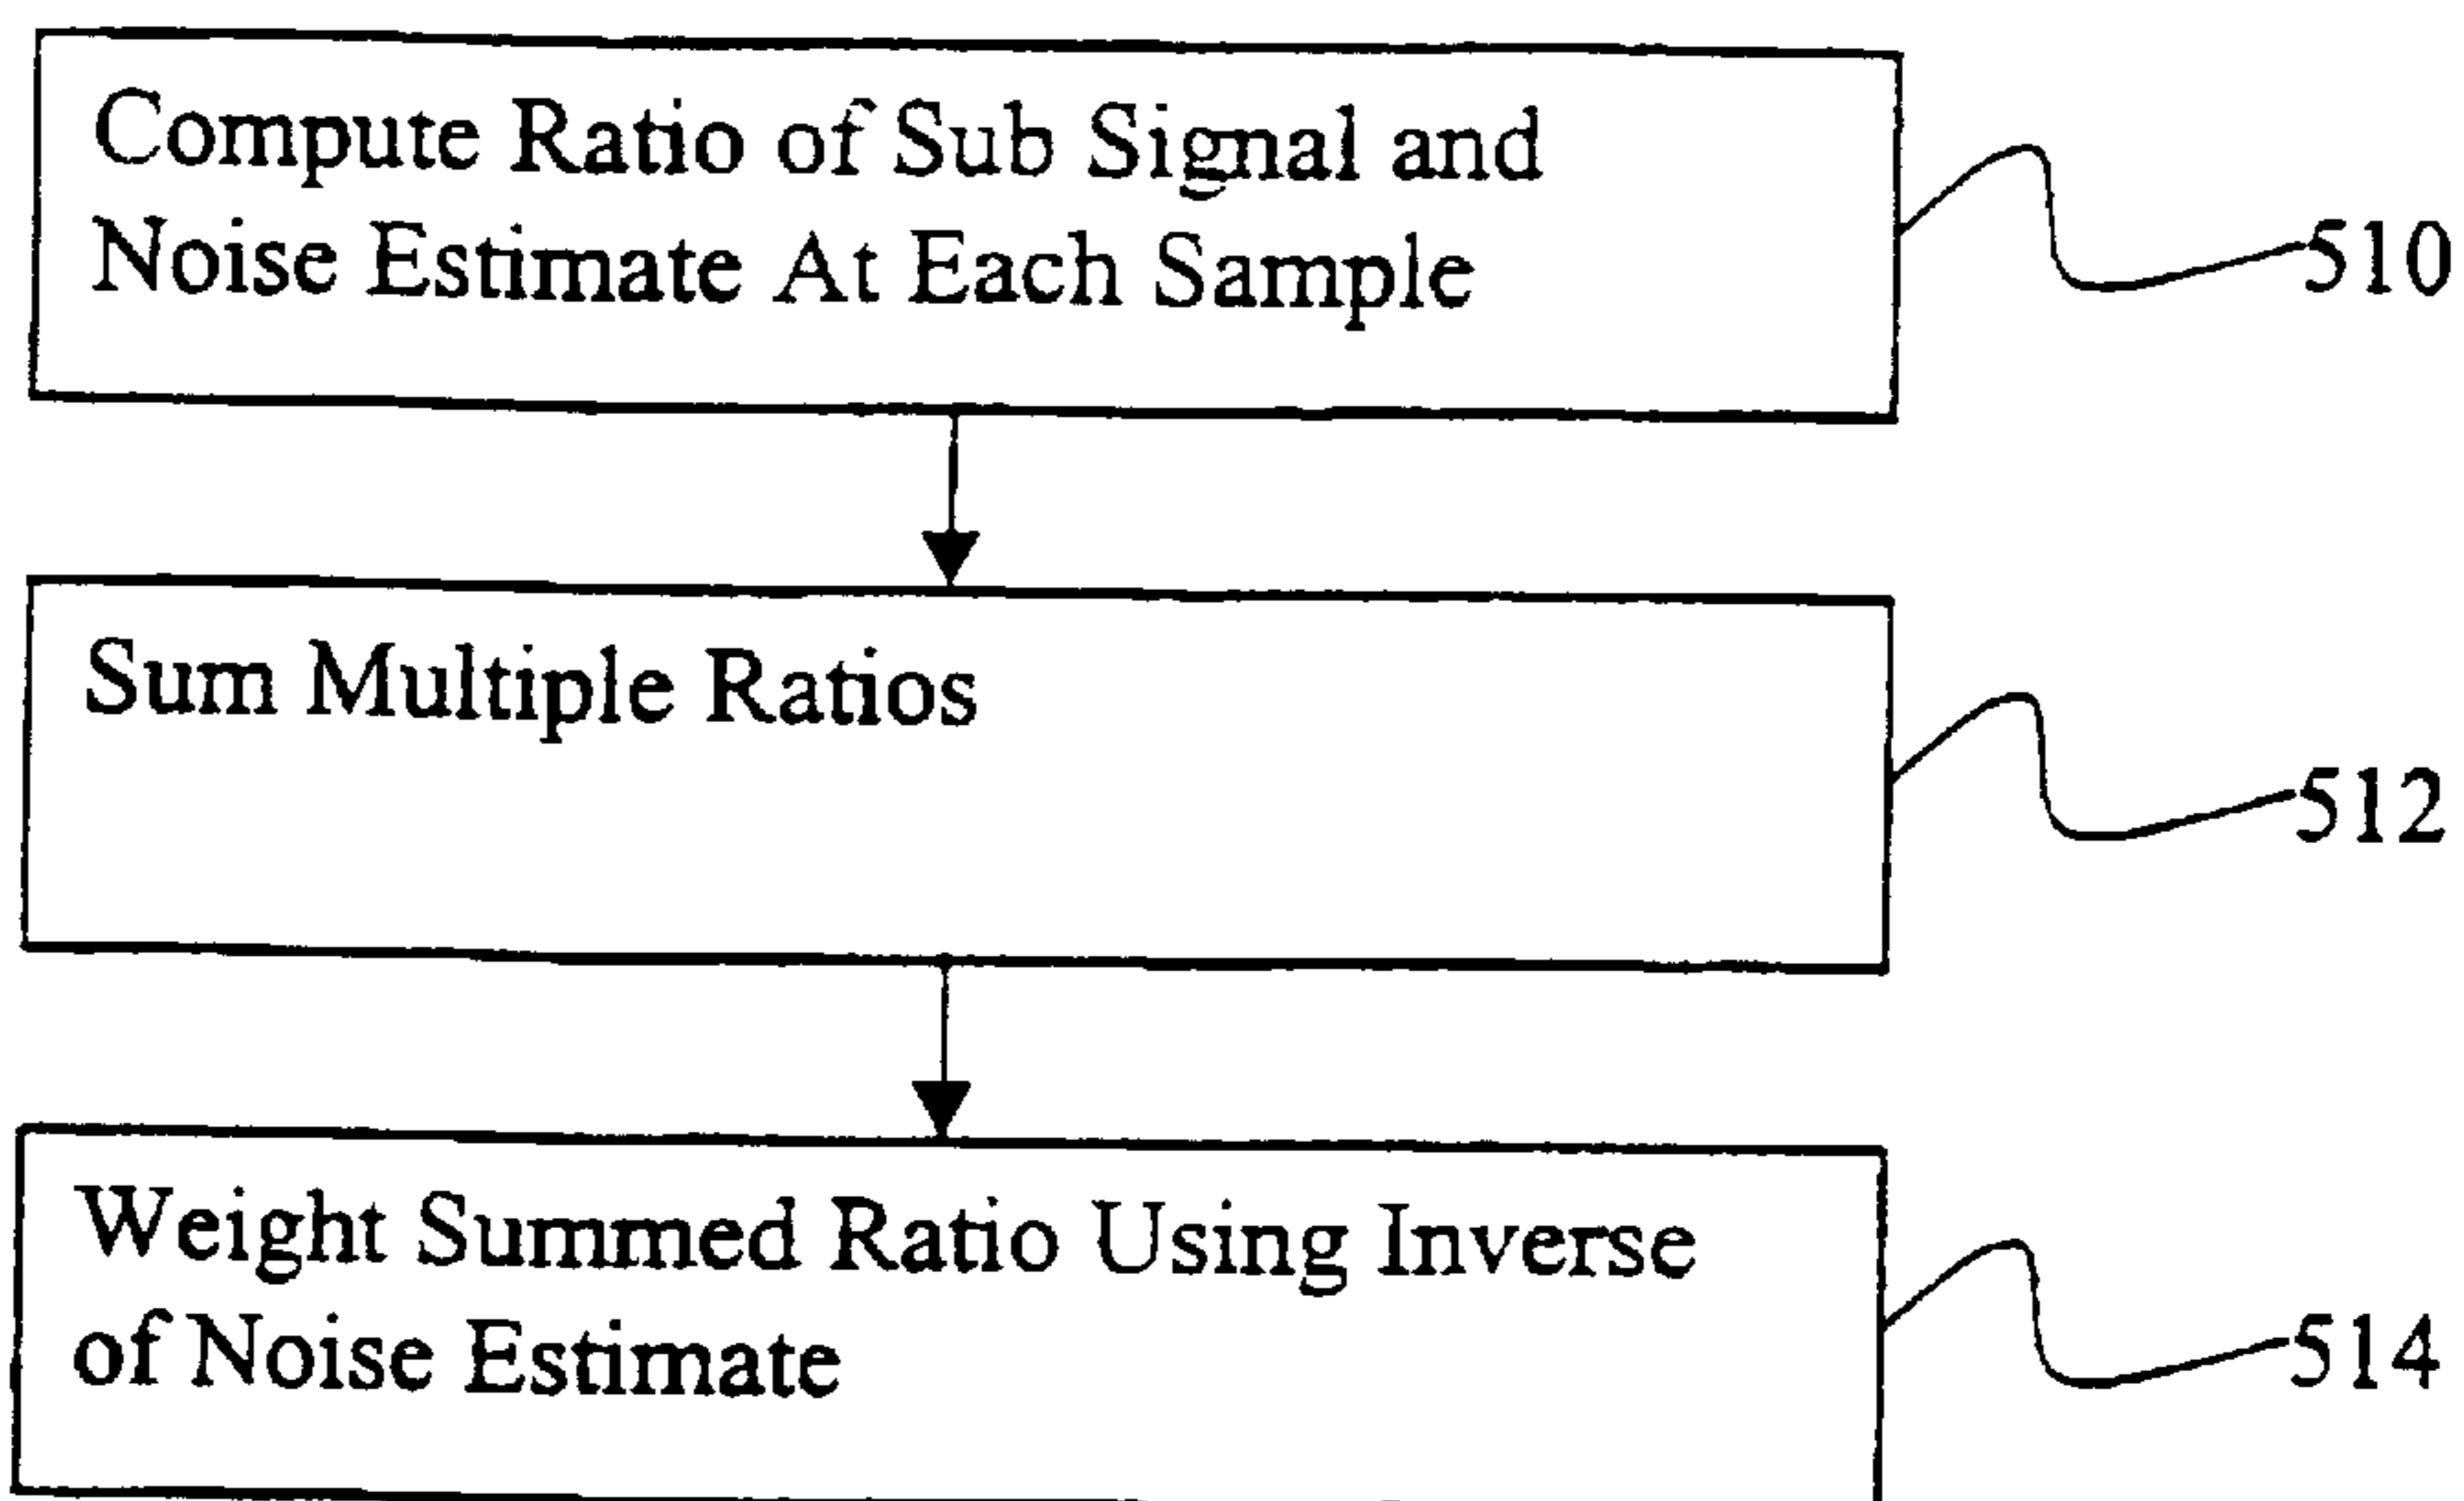 Compute Ratio of Sub Signal and
Noise Estimate At Each Sample
510
Sum Multiple Ratios
512
Weight Summed Ratio Using Inverse
of Noise Estimate
514